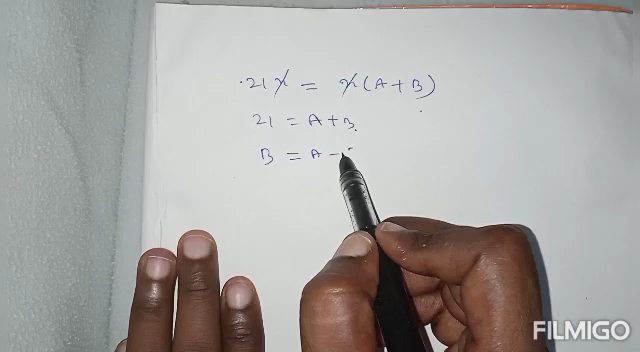 21x = x(A+B)
21 = A+B
B = A -
FILMIGO